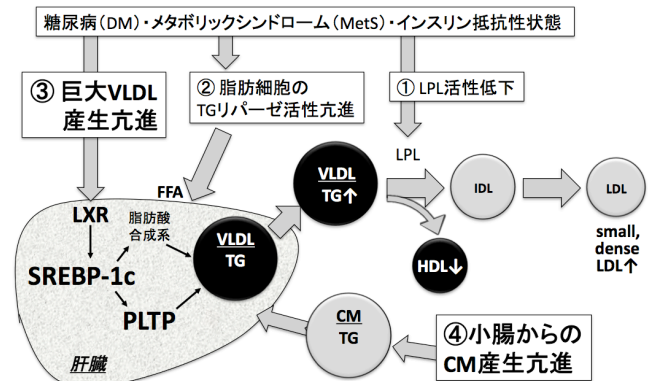 糖尿病(DM)・メタボリックシンドローム(MetS)・インスリン抵抗性状態
③ 巨大VLDL
産生亢進
② 脂肪細胞の
TGリパーゼ活性亢進
① LPL活性低下
LPL
FFA
VLDL
TG↑
IDL
LDL
small,
dense
LDL↑
HDL↓
LXR
脂肪酸
合成系
VLDL
TG
SREBP-1c
PLTP
肝臓
CM
TG
④小腸からの
CM産生亢進